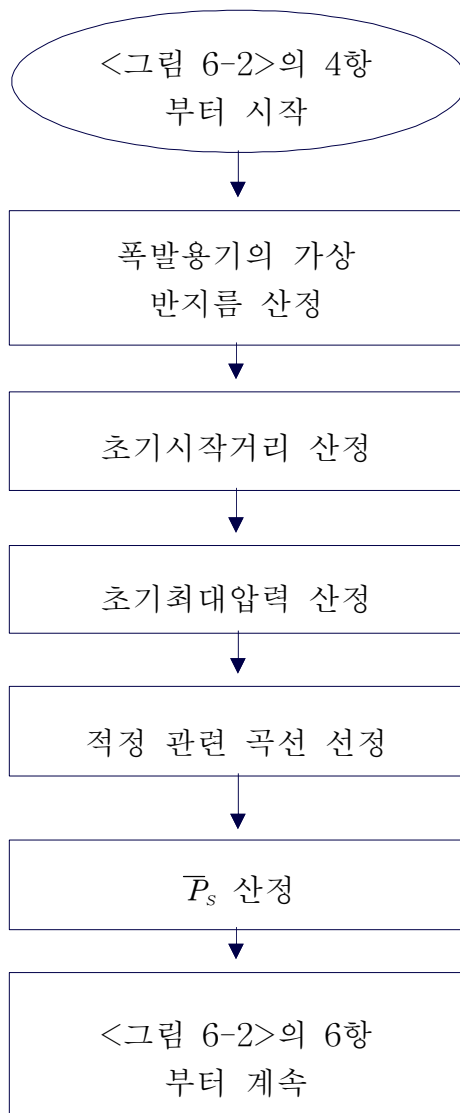 <그림 6-2>의 4항
부터 시작
폭발용기의 가상
반지름 산정
초기시작거리 산정
초기최대압력 산정
적정 관련 곡선 선정
P̅s 산정
<그림 6-2>의 6항
부터 계속